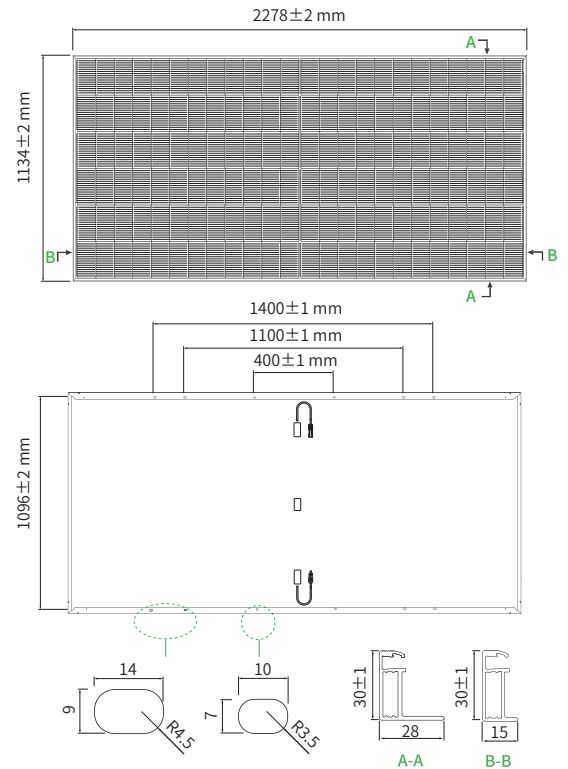 2278±2 mm
A
1134±2 mm
B
B
A
1400±1 mm
1100±1 mm
400±1 mm
1096±2 mm
14
9
R4.5
10
7
R3.5
30±1
28
A-A
30±1
15
B-B